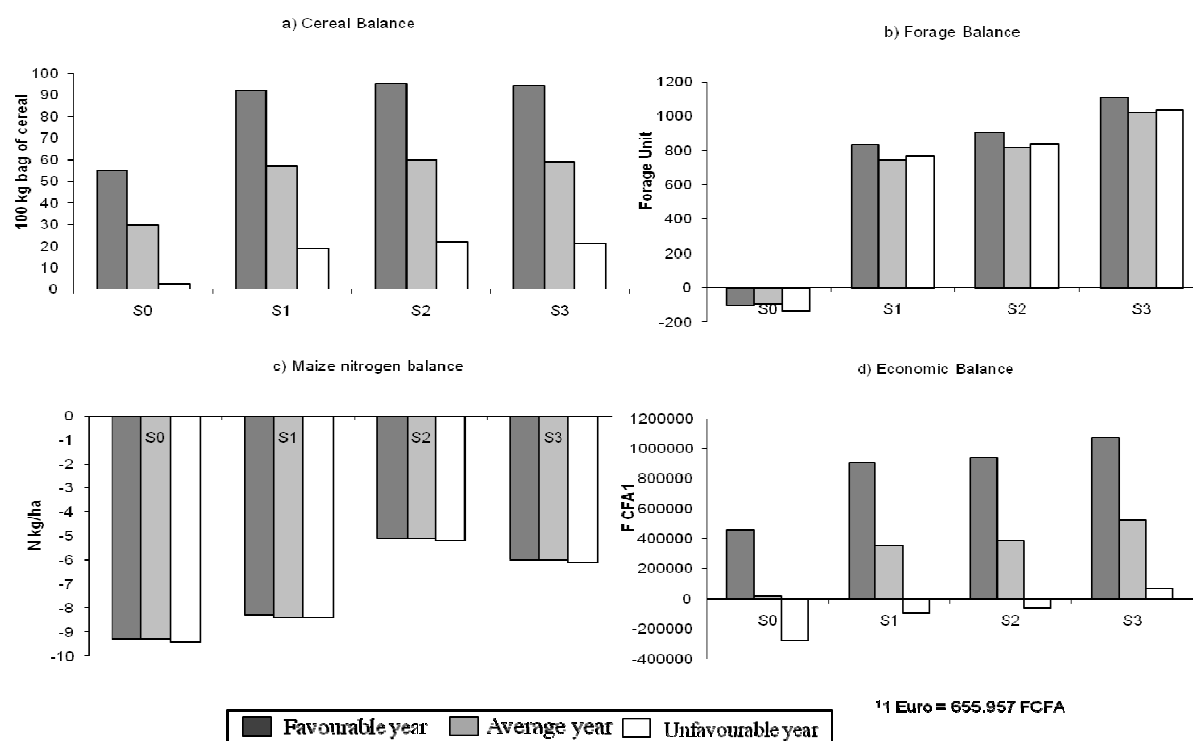 a) Cereal Balance
100 kg bag of cereal
100
90
80
70
60
50
40
30
20
10
0
S0 S1 S2 S3
b) Forage Balance
Forage Unit
1200
1000
800
600
400
200
0
-200
S0 S1 S2 S3
c) Maize nitrogen balance
N kg/ha
0
-1
-2
-3
-4
-5
-6
-7
-8
-9
-10
S0 S1 S2 S3
d) Economic Balance
F CFA1
1200000
1000000
800000
600000
400000
200000
0
-200000
-400000
S0 S1 S2 S3
Favourable year Average year Unfavourable year
¹1 Euro = 655.957 FCFA